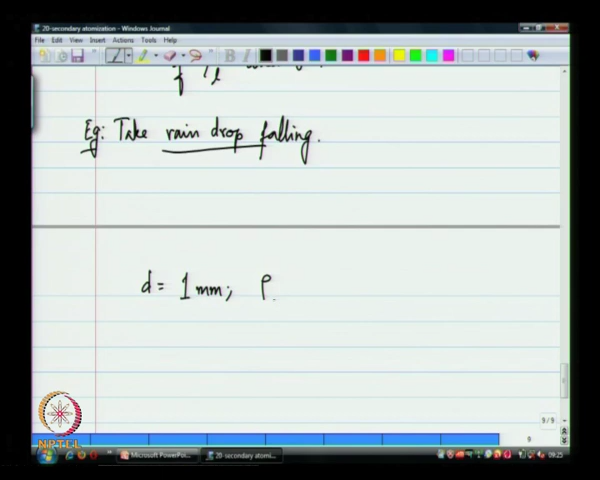 20-secondary atomization - Windows Journal
File Edit View Insert Actions Tools Help
Eg: Take rain drop falling.
d = 1 mm; ρ
9/9
9
NPTEL
Microsoft PowerPoi...
20-secondary atomi...
09:25